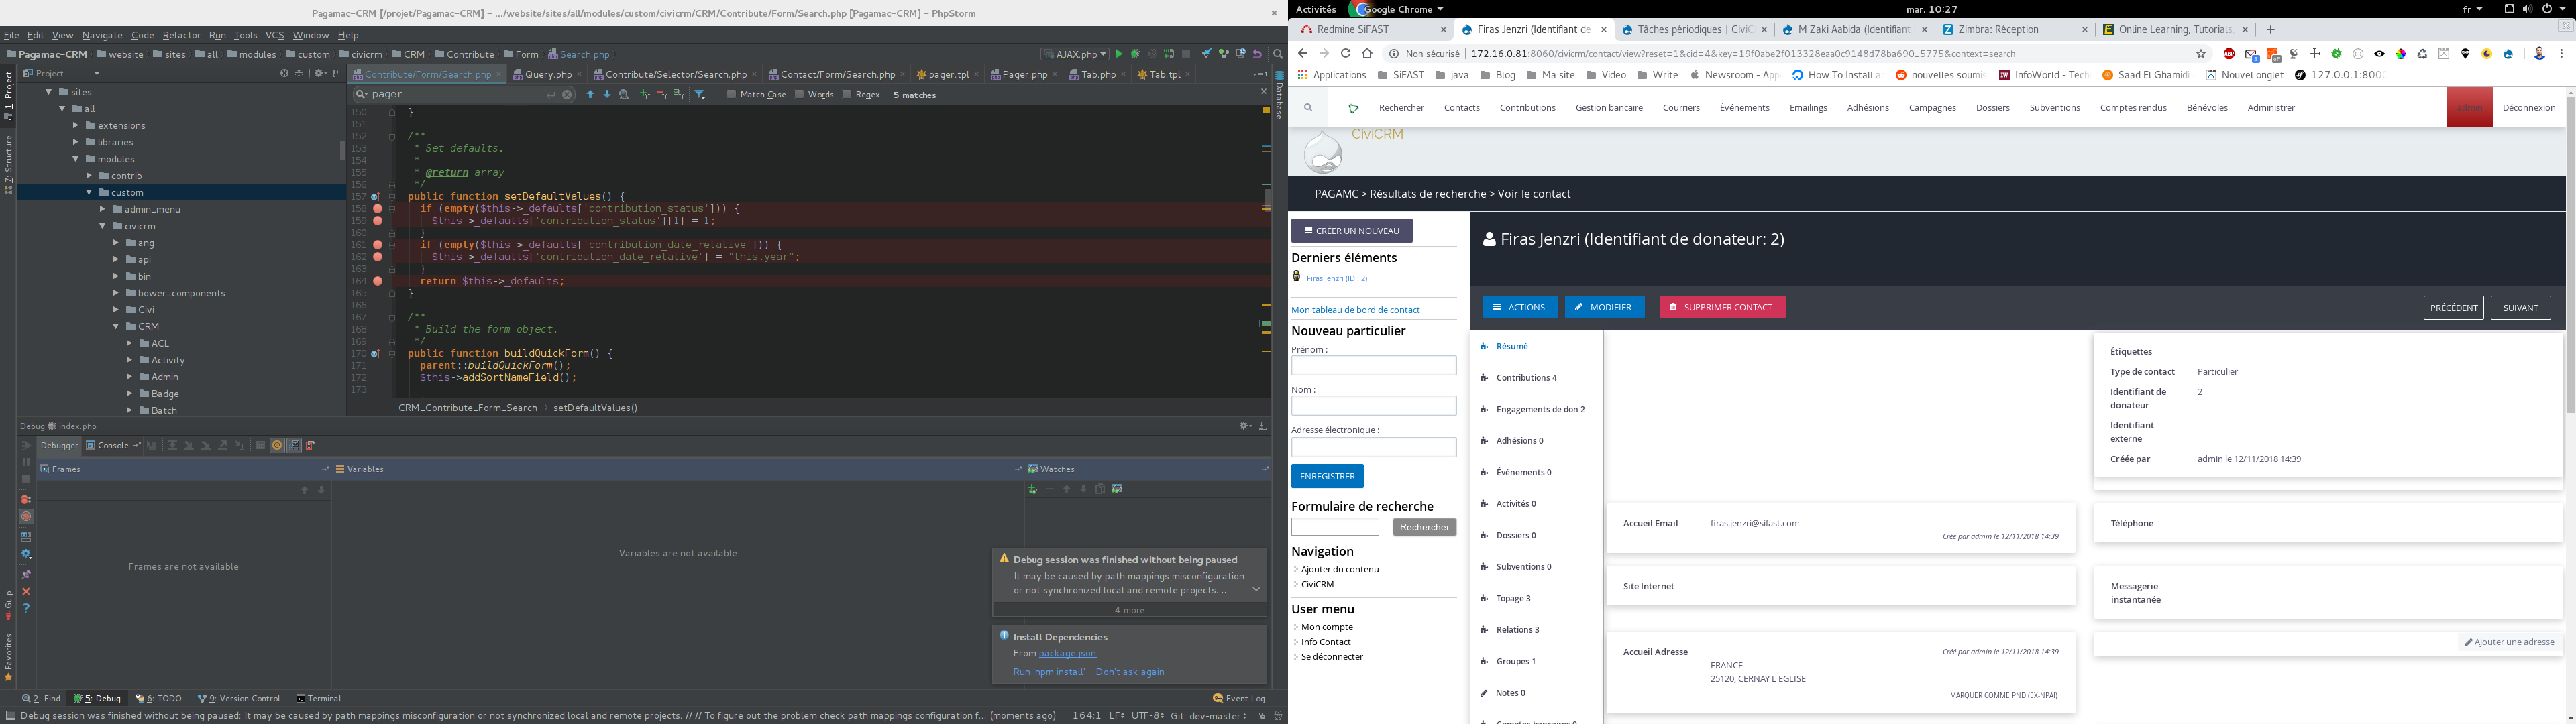 Pagamac-CRM [/projet/Pagamac-CRM] – .../website/sites/all/modules/custom/civicrm/CRM/Contribute/Form/Search.php [Pagamac-CRM] – PhpStorm
File Edit View Navigate Code Refactor Run Tools VCS Window Help
Pagamac-CRM website sites all modules custom civicrm CRM Contribute Form Search.php AJAX.php
Project Contribute/Form/Search.php Query.php Contribute/Selector/Search.php Contact/Form/Search.php pager.tpl Pager.php Tab.php Tab.tpl
pager Match Case Words Regex 5 matches
1: Project
7: Structure
Gulp
Favorites
Database
sites
all
extensions
libraries
modules
contrib
custom
admin_menu
civicrm
ang
api
bin
bower_components
Civi
CRM
ACL
Activity
Admin
Badge
Batch
150 }
151
152 /**
153 * Set defaults.
154 *
155 * @return array
156 */
157 public function setDefaultValues() {
158 if (empty($this->_defaults['contribution_status'])) {
159 $this->_defaults['contribution_status'][1] = 1;
160 }
161 if (empty($this->_defaults['contribution_date_relative'])) {
162 $this->_defaults['contribution_date_relative'] = "this.year";
163 }
164 return $this->_defaults;
165 }
166
167 /**
168 * Build the form object.
169 */
170 public function buildQuickForm() {
171 parent::buildQuickForm();
172 $this->addSortNameField();
173
CRM_Contribute_Form_Search setDefaultValues()
Debug index.php
Debugger Console
Frames Variables Watches
Frames are not available
Variables are not available
Debug session was finished without being paused
It may be caused by path mappings misconfiguration
or not synchronized local and remote projects....
4 more
Install Dependencies
From package.json
Run 'npm install' Don't ask again
2: Find 5: Debug 6: TODO 9: Version Control Terminal Event Log
Debug session was finished without being paused: It may be caused by path mappings misconfiguration or not synchronized local and remote projects. // // To figure out the problem check path mappings configuration f... (moments ago) 164:1 LF UTF-8 Git: dev-master
Activités Google Chrome mar. 10:27 fr
Redmine SiFAST Firas Jenzri (Identifiant de Tâches périodiques | CiviC M Zaki Aabida (Identifiant Zimbra: Réception Online Learning, Tutorials,
Non sécurisé 172.16.0.81:8060/civicrm/contact/view?reset=1&cid=4&key=19f0abe2f013328eaa0c9148d78ba690_5775&context=search
Applications SiFAST java Blog Ma site Video Write Newsroom - App How To Install an nouvelles soumis InfoWorld - Tech Saad El Ghamidi Nouvel onglet 127.0.0.1:800
Rechercher Contacts Contributions Gestion bancaire Courriers Événements Emailings Adhésions Campagnes Dossiers Subventions Comptes rendus Bénévoles Administrer admin Déconnexion
CiviCRM
PAGAMC > Résultats de recherche > Voir le contact
CRÉER UN NOUVEAU
Derniers éléments
Firas Jenzri (ID : 2)
Mon tableau de bord de contact
Nouveau particulier
Prénom :
Nom :
Adresse électronique :
ENREGISTRER
Formulaire de recherche
Rechercher
Navigation
Ajouter du contenu
CiviCRM
User menu
Mon compte
Info Contact
Se déconnecter
Firas Jenzri (Identifiant de donateur: 2)
ACTIONS MODIFIER SUPPRIMER CONTACT PRÉCÉDENT SUIVANT
Résumé
Contributions 4
Engagements de don 2
Adhésions 0
Événements 0
Activités 0
Dossiers 0
Subventions 0
Topage 3
Relations 3
Groupes 1
Notes 0
Comptes bancaires 0
Étiquettes
Type de contact Particulier
Identifiant de 2
donateur
Identifiant
externe
Créée par admin le 12/11/2018 14:39
Accueil Email firas.jenzri@sifast.com
Créé par admin le 12/11/2018 14:39
Téléphone
Site Internet
Messagerie
instantanée
Accueil Adresse Créé par admin le 12/11/2018 14:39
FRANCE
25120, CERNAY L EGLISE
MARQUER COMME PND (EX-NPAI)
Ajouter une adresse